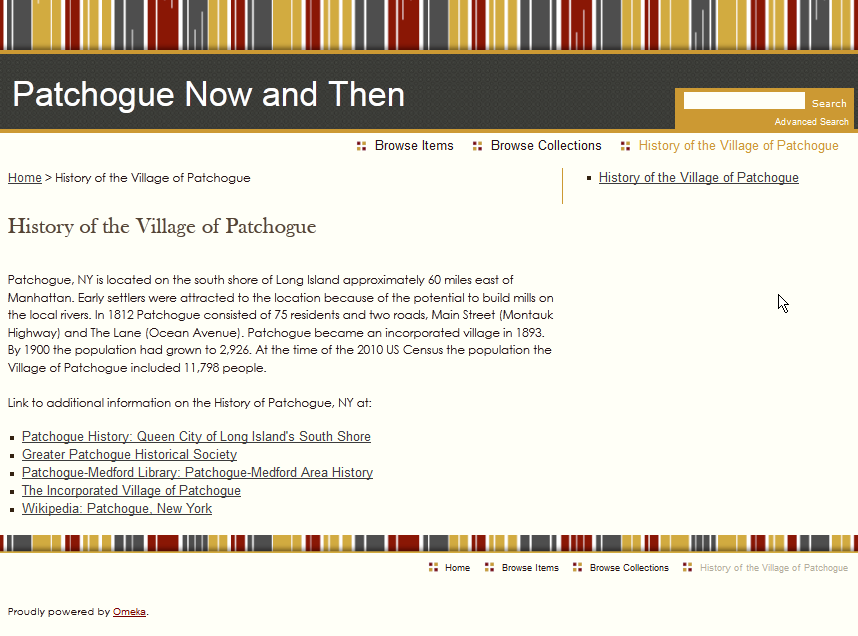 Patchogue Now and Then
Search
Advanced Search
Browse Items
Browse Collections
History of the Village of Patchogue
Home > History of the Village of Patchogue
History of the Village of Patchogue
History of the Village of Patchogue
Patchogue, NY is located on the south shore of Long Island approximately 60 miles east of
Manhattan. Early settlers were attracted to the location because of the potential to build mills on
the local rivers. In 1812 Patchogue consisted of 75 residents and two roads, Main Street (Montauk
Highway) and The Lane (Ocean Avenue). Patchogue became an incorporated village in 1893.
By 1900 the population had grown to 2,926. At the time of the 2010 US Census the population the
Village of Patchogue included 11,798 people.
Link to additional information on the History of Patchogue, NY at:
Patchogue History: Queen City of Long Island's South Shore
Greater Patchogue Historical Society
Patchogue-Medford Library: Patchogue-Medford Area History
The Incorporated Village of Patchogue
Wikipedia: Patchogue, New York
Home
Browse Items
Browse Collections
History of the Village of Patchogue
Proudly powered by Omeka.